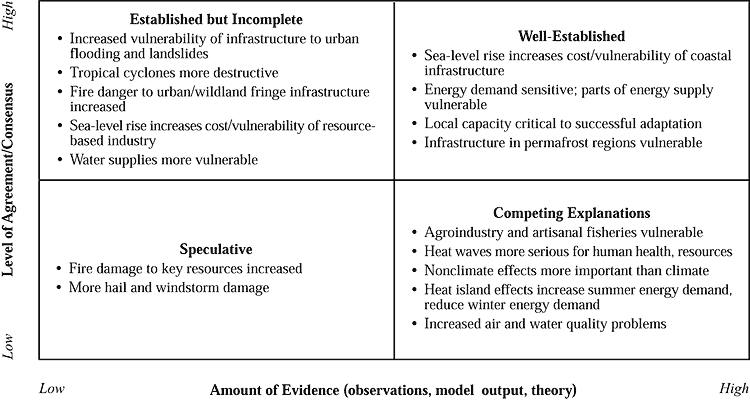 High
Level of Agreement/Consensus
Low
Established but Incomplete
• Increased vulnerability of infrastructure to urban
flooding and landslides
• Tropical cyclones more destructive
• Fire danger to urban/wildland fringe infrastructure
increased
• Sea-level rise increases cost/vulnerability of resource-
based industry
• Water supplies more vulnerable
Well-Established
• Sea-level rise increases cost/vulnerability of coastal
infrastructure
• Energy demand sensitive; parts of energy supply
vulnerable
• Local capacity critical to successful adaptation
• Infrastructure in permafrost regions vulnerable
Speculative
• Fire damage to key resources increased
• More hail and windstorm damage
Competing Explanations
• Agroindustry and artisanal fisheries vulnerable
• Heat waves more serious for human health, resources
• Nonclimate effects more important than climate
• Heat island effects increase summer energy demand,
reduce winter energy demand
• Increased air and water quality problems
Low
Amount of Evidence (observations, model output, theory)
High